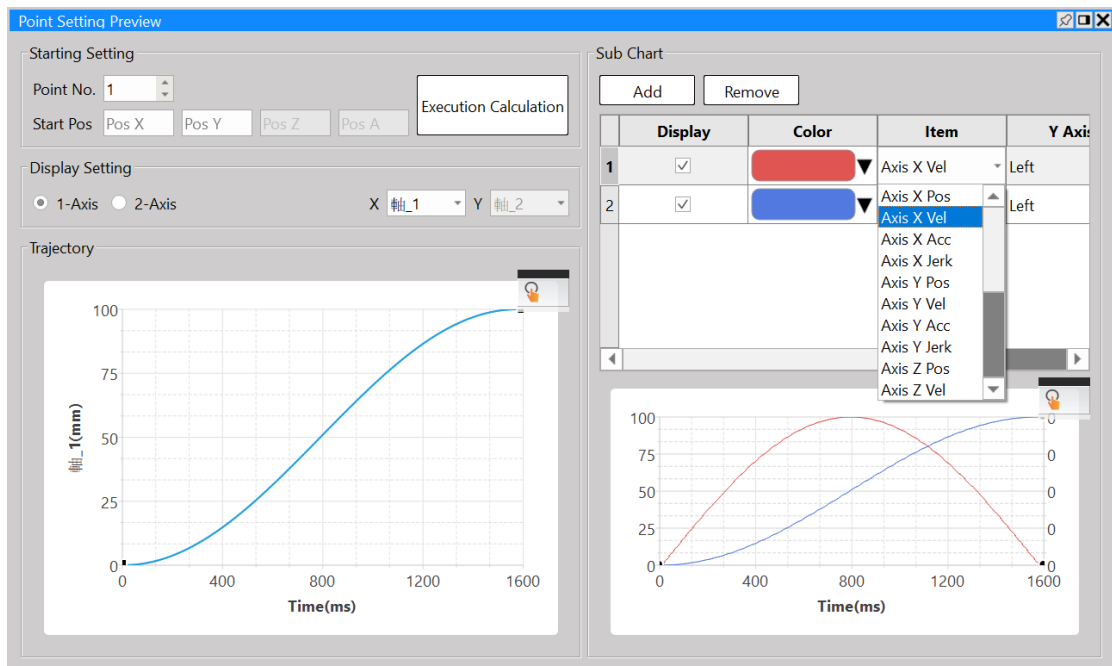 Point Setting Preview
Starting Setting
Point No. 1
Execution Calculation
Start Pos Pos X Pos Y Pos Z Pos A
Display Setting
1-Axis 2-Axis X 軸_1 Y 軸_2
Trajectory
100
75
50
25
0
軸_1(mm)
0 400 800 1200 1600
Time(ms)
Sub Chart
Add Remove
Display Color Item Y Axis
1 Axis X Vel Left
2 Left
Axis X Pos
Axis X Vel
Axis X Acc
Axis X Jerk
Axis Y Pos
Axis Y Vel
Axis Y Acc
Axis Y Jerk
Axis Z Pos
Axis Z Vel
100 0
75 0
50 0
25 0
0 0
0 400 800 1200 1600
Time(ms)